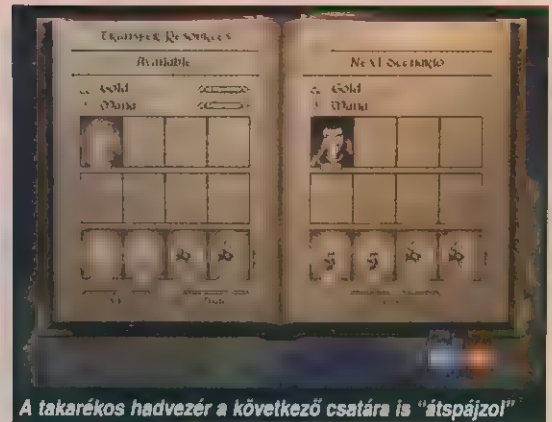 Transfer Resources
Available
Next Scenario
Gold
Mana
Gold
Mana
A takarékos hadvezér a következő csatára is "átspájzol"